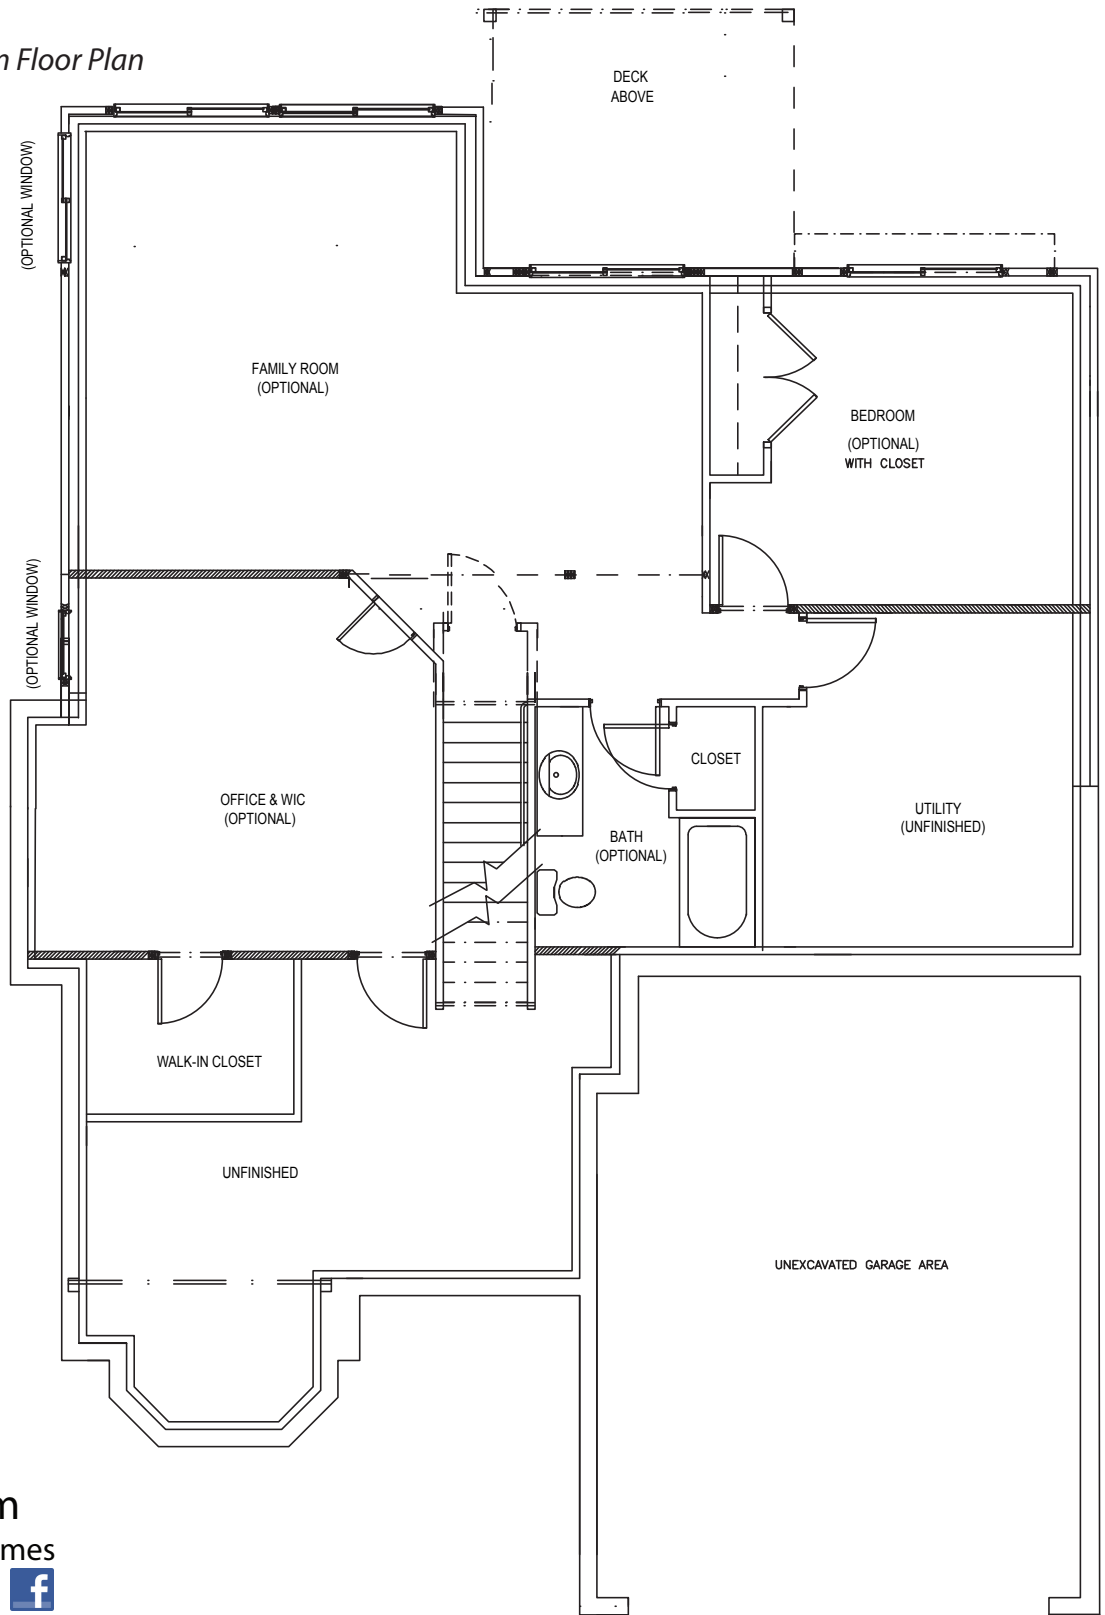 Floor Plan
DECK
ABOVE
(OPTIONAL WINDOW)
FAMILY ROOM
(OPTIONAL)
BEDROOM
(OPTIONAL)
WITH CLOSET
(OPTIONAL WINDOW)
OFFICE & WIC
(OPTIONAL)
CLOSET
BATH
(OPTIONAL)
UTILITY
(UNFINISHED)
WALK-IN CLOSET
UNFINISHED
UNEXCAVATED GARAGE AREA
f